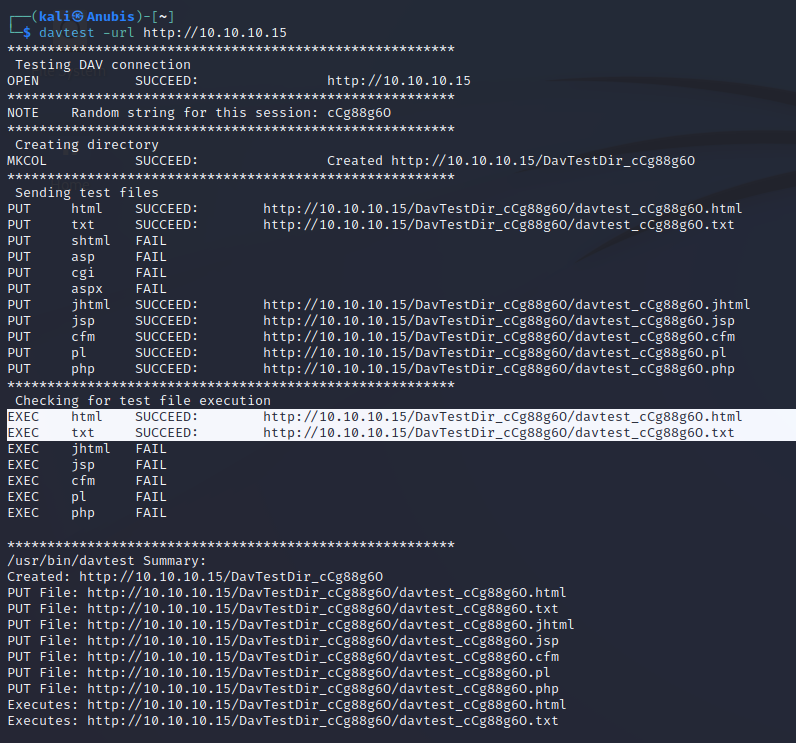 ┌──(kali㉿Anubis)-[~]
└─$ davtest -url http://10.10.10.15
********************************************************
 Testing DAV connection
OPEN            SUCCEED:                http://10.10.10.15
********************************************************
NOTE    Random string for this session: cCg88g6O
********************************************************
 Creating directory
MKCOL           SUCCEED:                Created http://10.10.10.15/DavTestDir_cCg88g6O
********************************************************
 Sending test files
PUT     html    SUCCEED:        http://10.10.10.15/DavTestDir_cCg88g6O/davtest_cCg88g6O.html
PUT     txt     SUCCEED:        http://10.10.10.15/DavTestDir_cCg88g6O/davtest_cCg88g6O.txt
PUT     shtml   FAIL
PUT     asp     FAIL
PUT     cgi     FAIL
PUT     aspx    FAIL
PUT     jhtml   SUCCEED:        http://10.10.10.15/DavTestDir_cCg88g6O/davtest_cCg88g6O.jhtml
PUT     jsp     SUCCEED:        http://10.10.10.15/DavTestDir_cCg88g6O/davtest_cCg88g6O.jsp
PUT     cfm     SUCCEED:        http://10.10.10.15/DavTestDir_cCg88g6O/davtest_cCg88g6O.cfm
PUT     pl      SUCCEED:        http://10.10.10.15/DavTestDir_cCg88g6O/davtest_cCg88g6O.pl
PUT     php     SUCCEED:        http://10.10.10.15/DavTestDir_cCg88g6O/davtest_cCg88g6O.php
********************************************************
 Checking for test file execution
EXEC    html    SUCCEED:        http://10.10.10.15/DavTestDir_cCg88g6O/davtest_cCg88g6O.html
EXEC    txt     SUCCEED:        http://10.10.10.15/DavTestDir_cCg88g6O/davtest_cCg88g6O.txt
EXEC    jhtml   FAIL
EXEC    jsp     FAIL
EXEC    cfm     FAIL
EXEC    pl      FAIL
EXEC    php     FAIL
********************************************************
/usr/bin/davtest Summary:
Created: http://10.10.10.15/DavTestDir_cCg88g6O
PUT File: http://10.10.10.15/DavTestDir_cCg88g6O/davtest_cCg88g6O.html
PUT File: http://10.10.10.15/DavTestDir_cCg88g6O/davtest_cCg88g6O.txt
PUT File: http://10.10.10.15/DavTestDir_cCg88g6O/davtest_cCg88g6O.jhtml
PUT File: http://10.10.10.15/DavTestDir_cCg88g6O/davtest_cCg88g6O.jsp
PUT File: http://10.10.10.15/DavTestDir_cCg88g6O/davtest_cCg88g6O.cfm
PUT File: http://10.10.10.15/DavTestDir_cCg88g6O/davtest_cCg88g6O.pl
PUT File: http://10.10.10.15/DavTestDir_cCg88g6O/davtest_cCg88g6O.php
Executes: http://10.10.10.15/DavTestDir_cCg88g6O/davtest_cCg88g6O.html
Executes: http://10.10.10.15/DavTestDir_cCg88g6O/davtest_cCg88g6O.txt